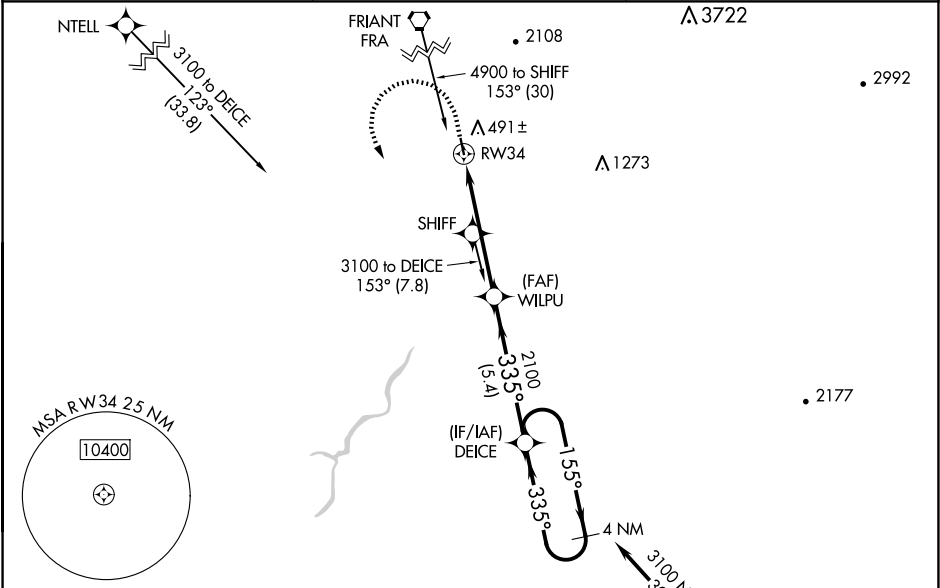 NTELL
3100 to DEICE
123°
(33.8)
FRIANT
FRA
2108
4900 to SHIFF
153° (30)
3722
2992
491±
RW34
1273
SHIFF
3100 to DEICE
153° (7.8)
(FAF)
WILPU
2100
335°
(5.4)
2177
(IF/IAF)
DEICE
155°
335°
4 NM
3100 N
MSA RW34 25 NM
10400